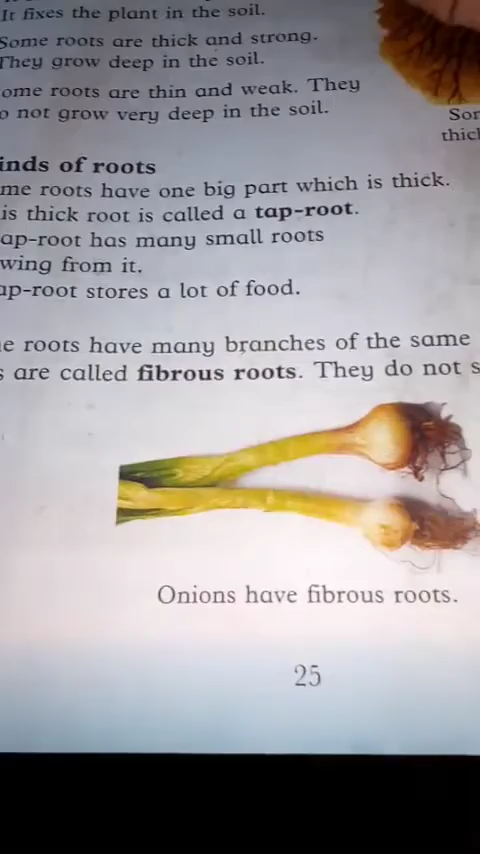 It fixes the plant in the soil.
Some roots are thick and strong.
They grow deep in the soil.
ome roots are thin and weak. They
o not grow very deep in the soil.
Sor
thicl
inds of roots
me roots have one big part which is thick.
is thick root is called a tap-root.
ap-root has many small roots
wing from it.
ap-root stores a lot of food.
e roots have many branches of the same
s are called fibrous roots. They do not s
Onions have fibrous roots.
25